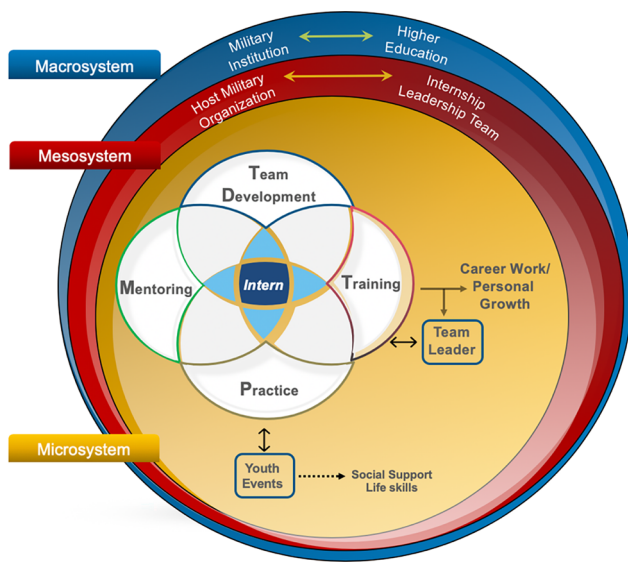 Macrosystem
Military
Institution
Higher
Education
Mesosystem
Host Military
Organization
Internship
Leadership Team
Team
Development
Mentoring
Intern
Training
Practice
Career Work/
Personal
Growth
Team
Leader
Microsystem
Youth
Events
Social Support
Life skills